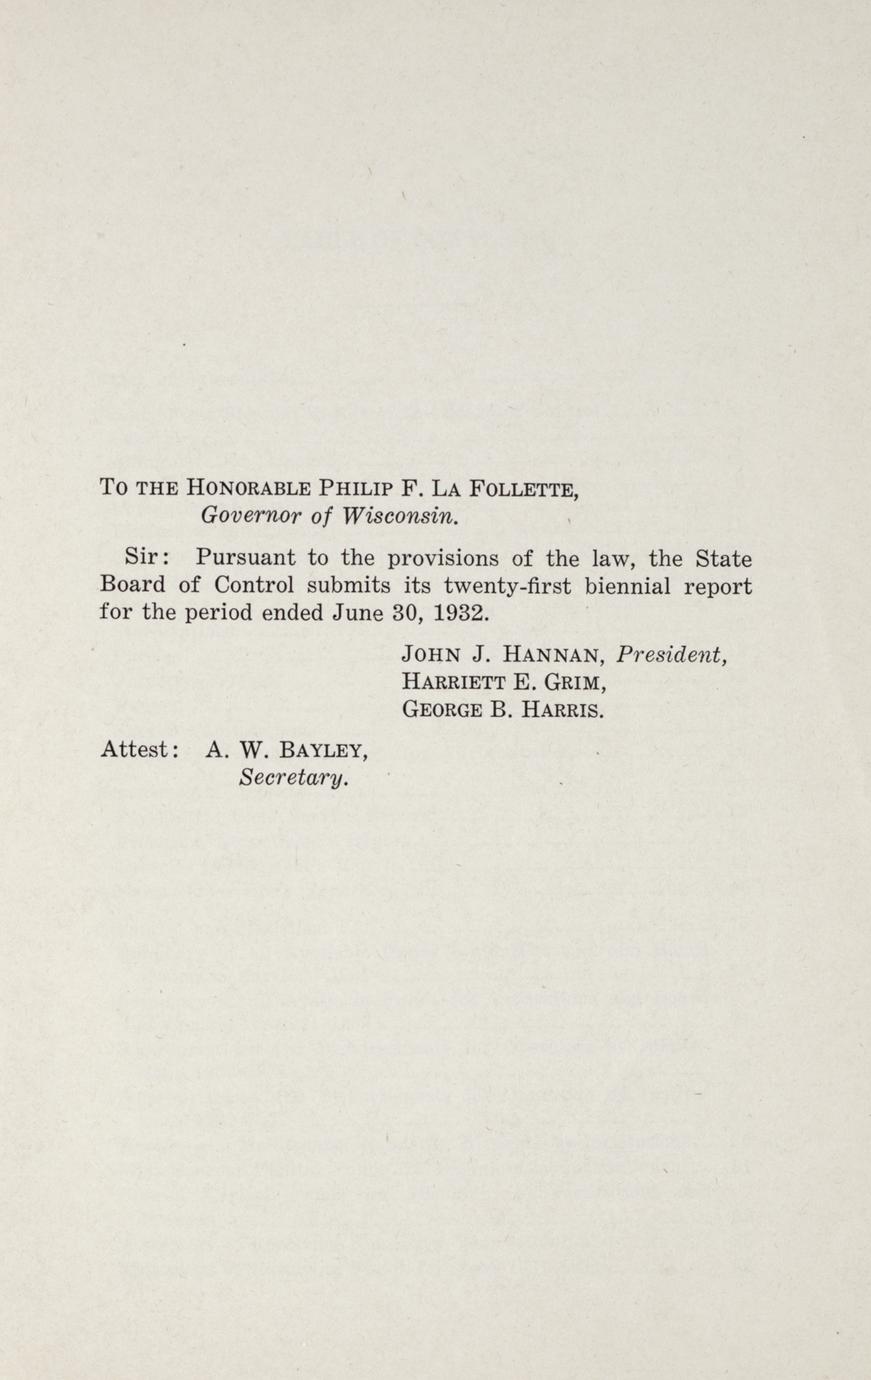 To the Honorable Philip F. La Follette,
Governor of Wisconsin.
Sir: Pursuant to the provisions of the law, the State
Board of Control submits its twenty-first biennial report
for the period ended June 30, 1932.
John J. Hannan, President,
Harriett E. Grim,
George B. Harris.
Attest: A. W. Bayley,
Secretary.